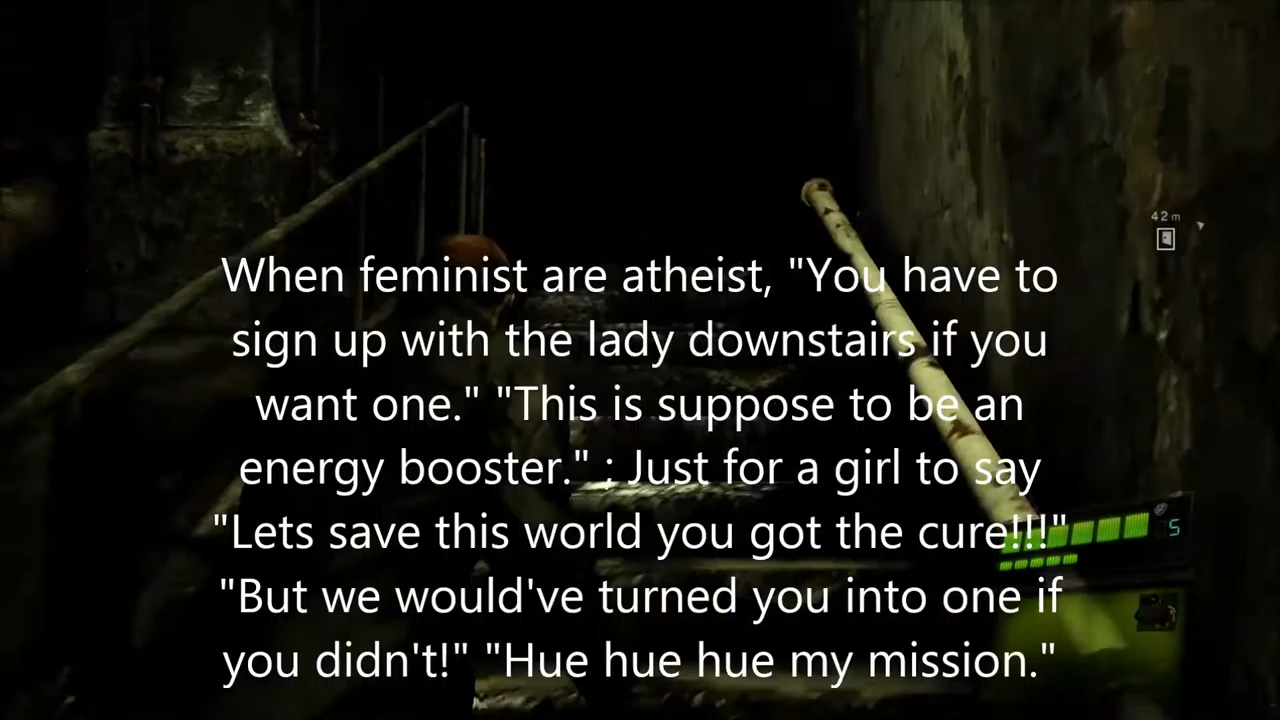 42m
When feminist are atheist, "You have to
sign up with the lady downstairs if you
want one." "This is suppose to be an
energy booster." ; Just for a girl to say
"Lets save this world you got the cure!!!"
5
"But we would've turned you into one if
you didn't!" "Hue hue hue my mission."